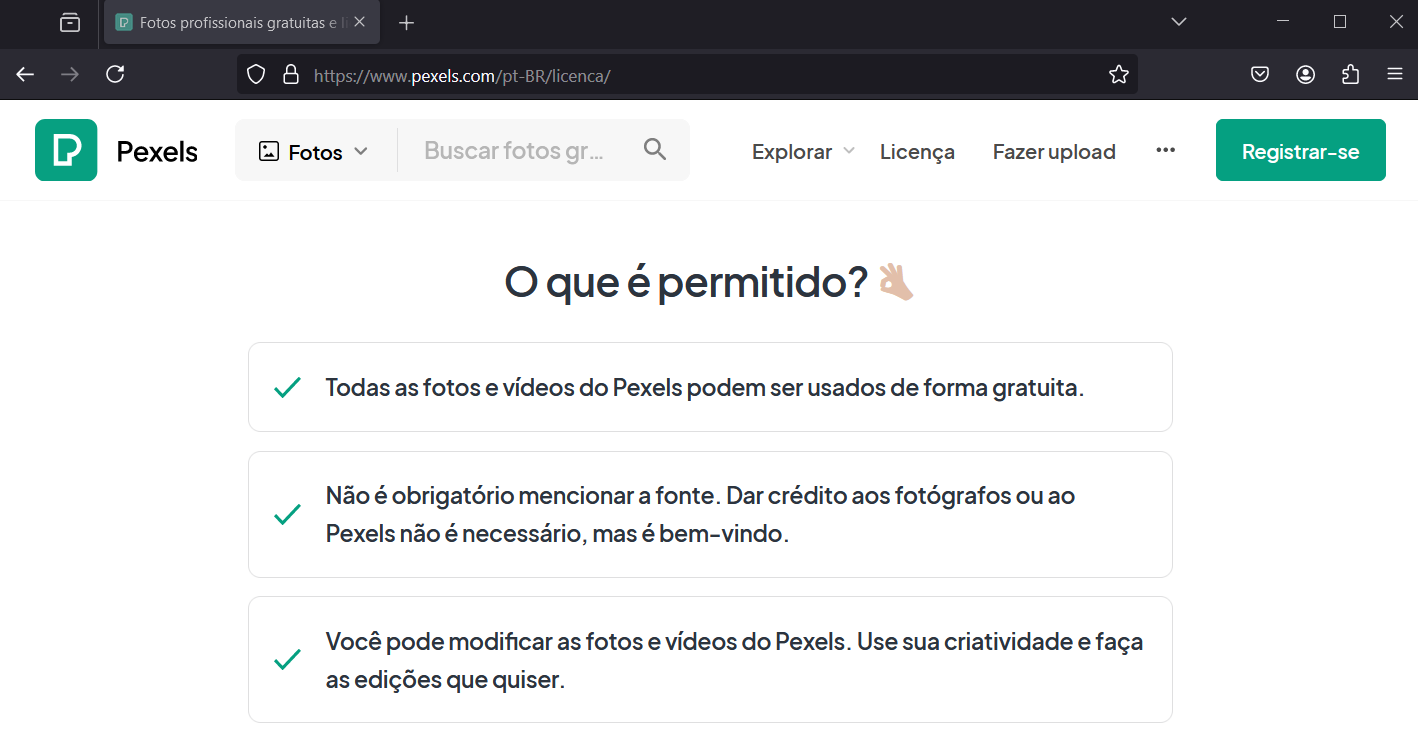 Fotos profissionais gratuitas e li
https://www.pexels.com/pt-BR/licenca/
Pexels
Fotos
Buscar fotos gr...
Explorar
Licença
Fazer upload
Registrar-se
O que é permitido?
Todas as fotos e vídeos do Pexels podem ser usados de forma gratuita.
Não é obrigatório mencionar a fonte. Dar crédito aos fotógrafos ou ao
Pexels não é necessário, mas é bem-vindo.
Você pode modificar as fotos e vídeos do Pexels. Use sua criatividade e faça
as edições que quiser.